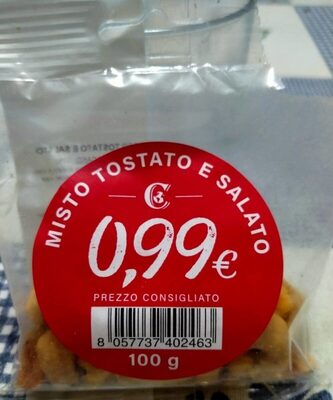 MISTO TOSTATO E SALATO
0,99€
PREZZO CONSIGLIATO
8 057737 402463
100 g